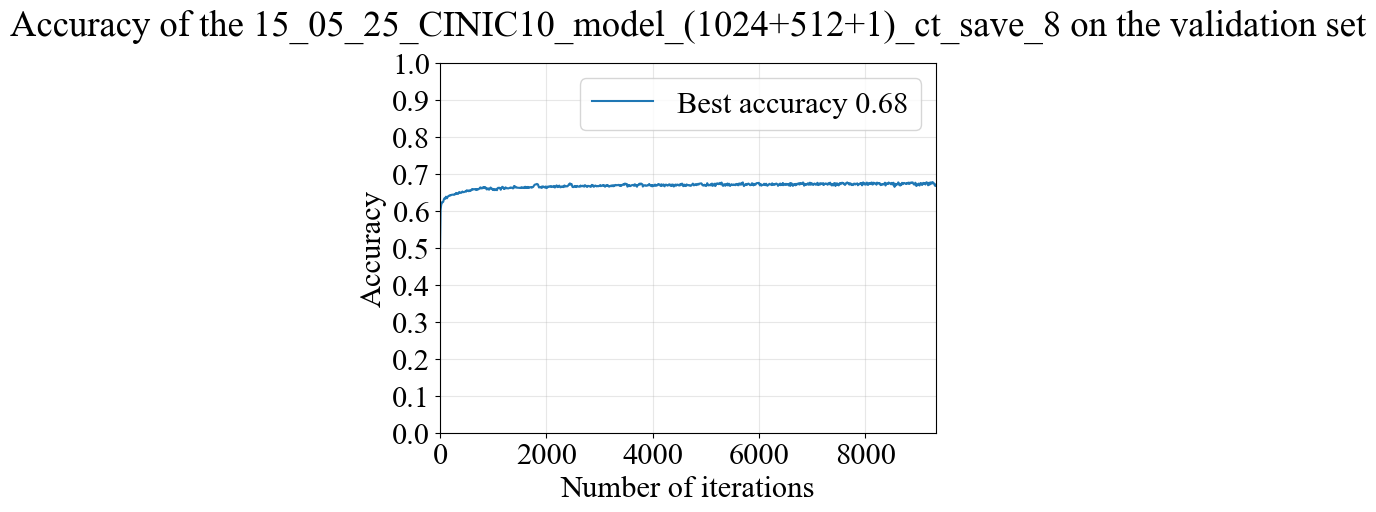 Accuracy of the 15_05_25_CINIC10_model_(1024+512+1)_ct_save_8 on the validation set
Best accuracy 0.68
Accuracy
1.0
0.9
0.8
0.7
0.6
0.5
0.4
0.3
0.2
0.1
0.0
0 2000 4000 6000 8000
Number of iterations